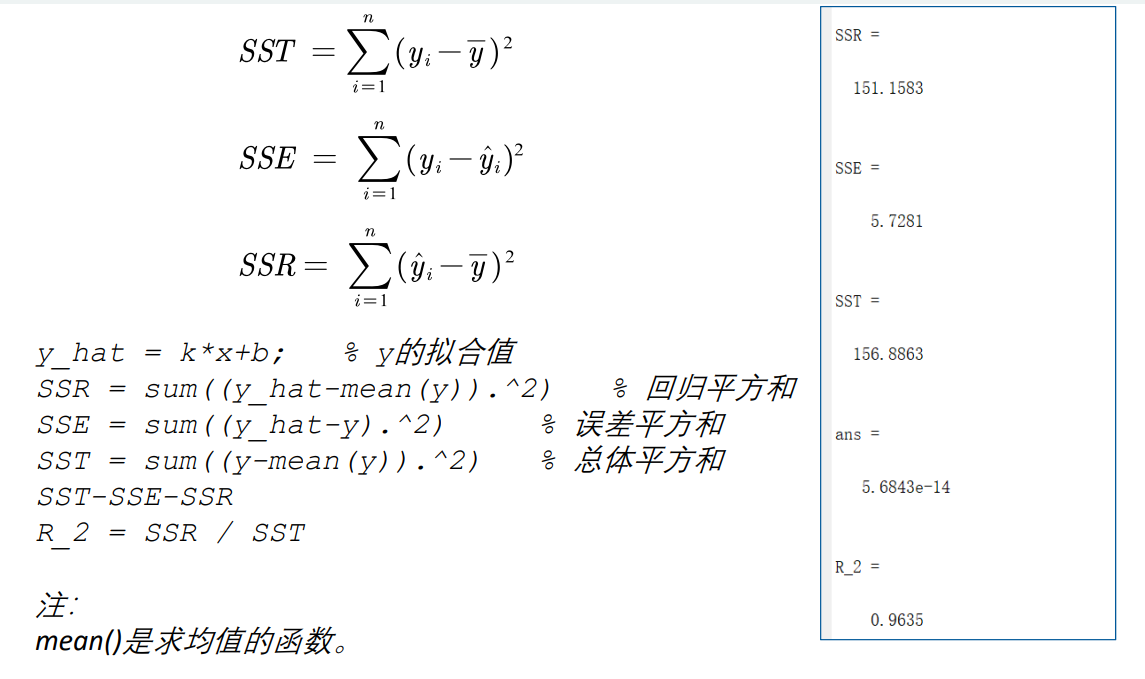 SST = \sum_{i=1}^{n}(y_i-\overline{y})^2
SSE = \sum_{i=1}^{n}(y_i-\hat{y}_i)^2
SSR = \sum_{i=1}^{n}(\hat{y}_i-\overline{y})^2
y_hat = k*x+b;   % y的拟合值
SSR = sum((y_hat-mean(y)).^2)   % 回归平方和
SSE = sum((y_hat-y).^2)   % 误差平方和
SST = sum((y-mean(y)).^2)   % 总体平方和
SST-SSE-SSR
R_2 = SSR / SST
注：
mean()是求均值的函数。
SSR =
151.1583
SSE =
5.7281
SST =
156.8863
ans =
5.6843e-14
R_2 =
0.9635